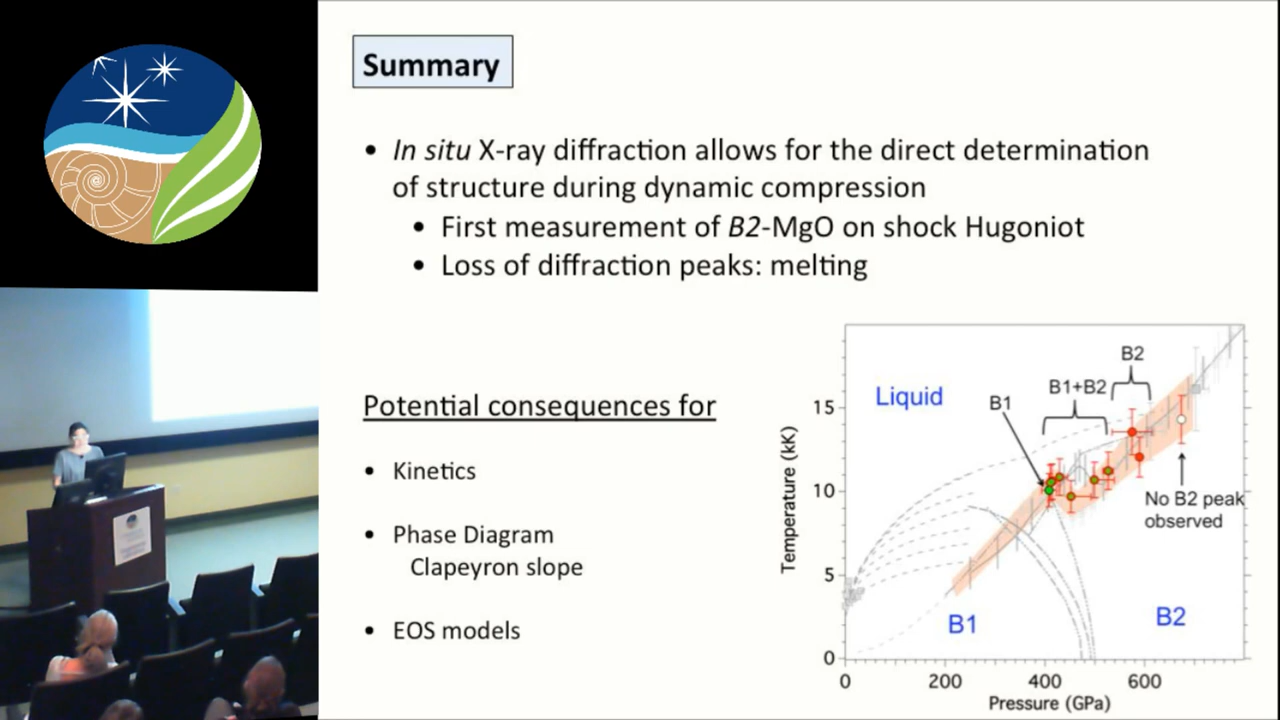 Summary
• In situ X-ray diffraction allows for the direct determination
of structure during dynamic compression
• First measurement of B2-MgO on shock Hugoniot
• Loss of diffraction peaks: melting
Potential consequences for
• Kinetics
• Phase Diagram
Clapeyron slope
• EOS models
B2
B1+B2
B1
Liquid
15
10
5
0
Temperature (kK)
No B2 peak
observed
B1
B2
0 200 400 600
Pressure (GPa)